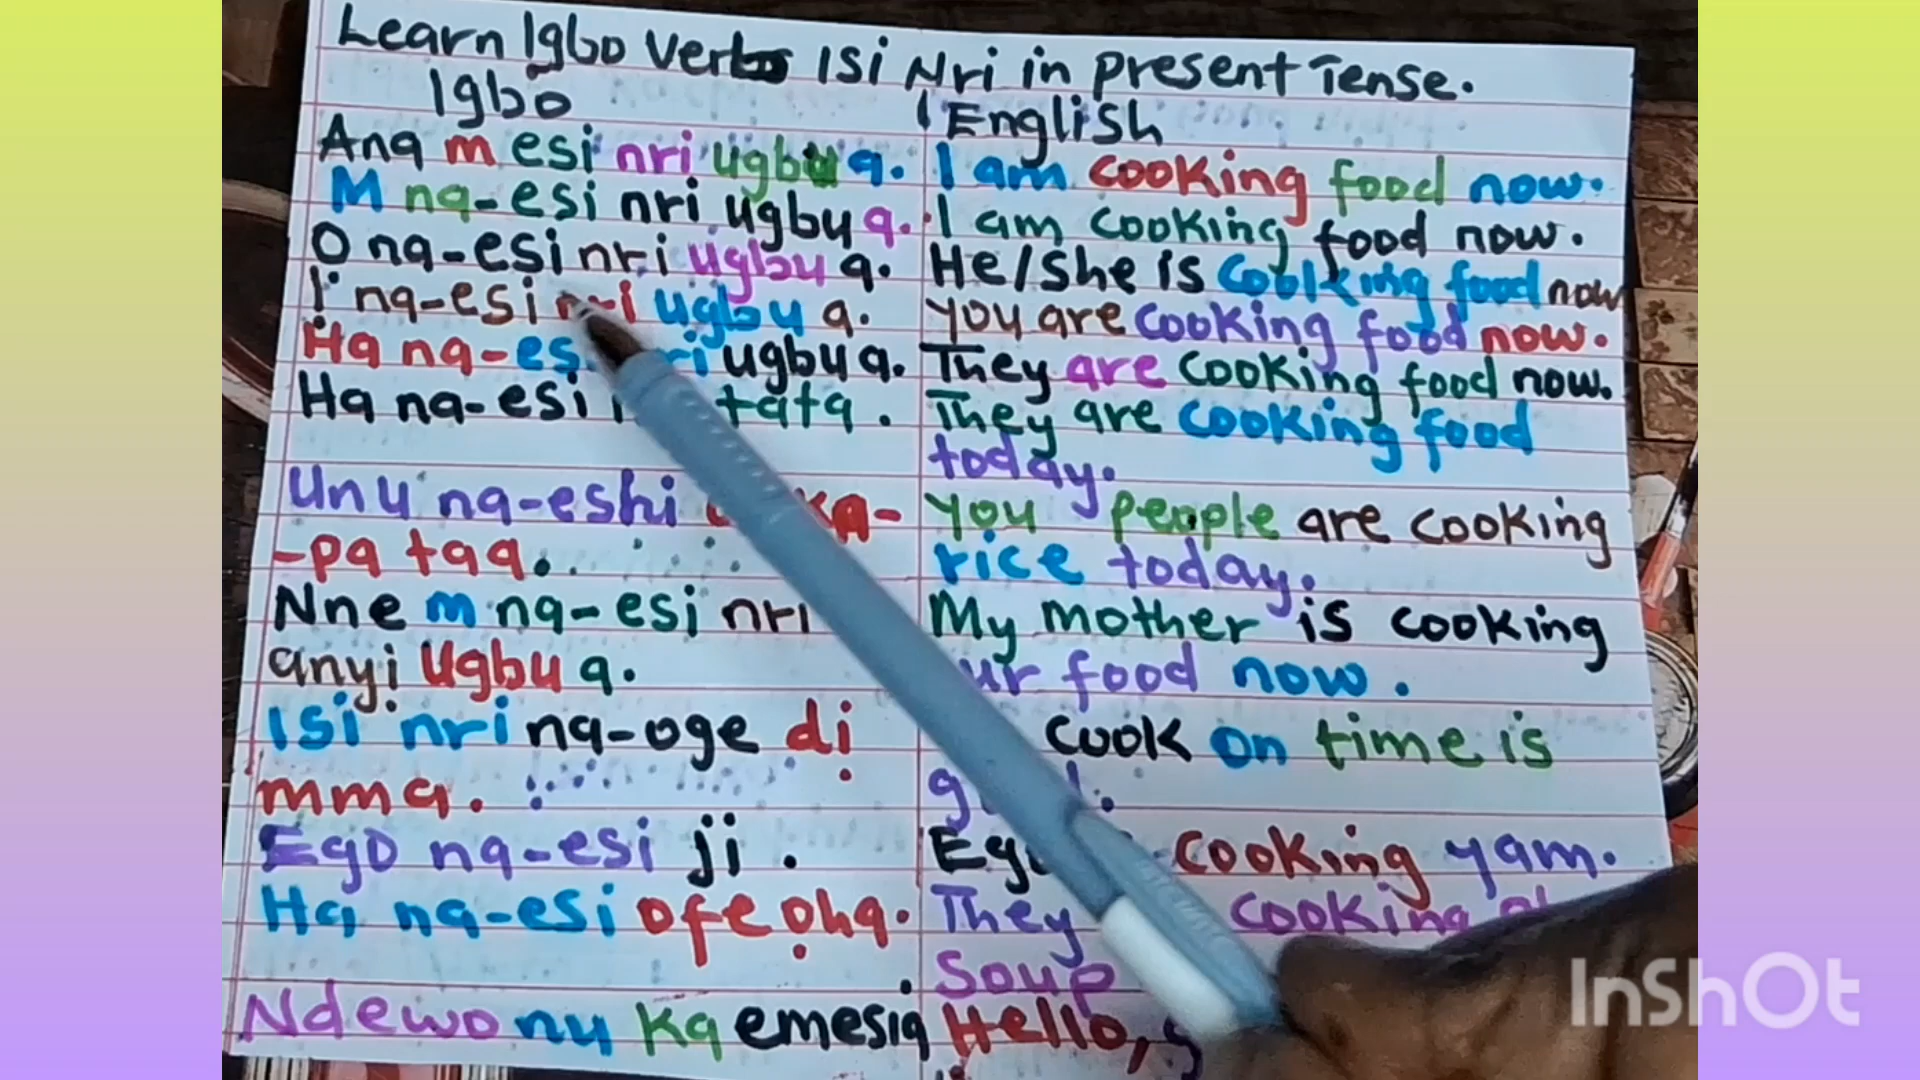 Learn Igbo Verbs Isi Nri in present Tense.
Igbo
English
Ana m esi nri ugbu a.
I am cooking food now.
M na-esi nri ugbu a.
I am cooking food now.
O na-esi nri ugbu a.
He/she is cooking food now
I na-esi nri ugbu a.
you are cooking food now.
Ha na- ugbu a.
They are cooking food now.
Ha na-esi tata.
They are cooking food
today.
Unu na-eshi
you people are cooking
-pa taa.
rice today.
Nne m na-esi nri
My mother is cooking
anyi ugbu a.
food now.
Isi nri na-oge dị
cook on time is
mma.
Ego na-esi ji.
cooking yam.
Ha na-esi ofe ọha.
They cooking
Soup
Ndewo nu ka emesia
Hello,
InShOt